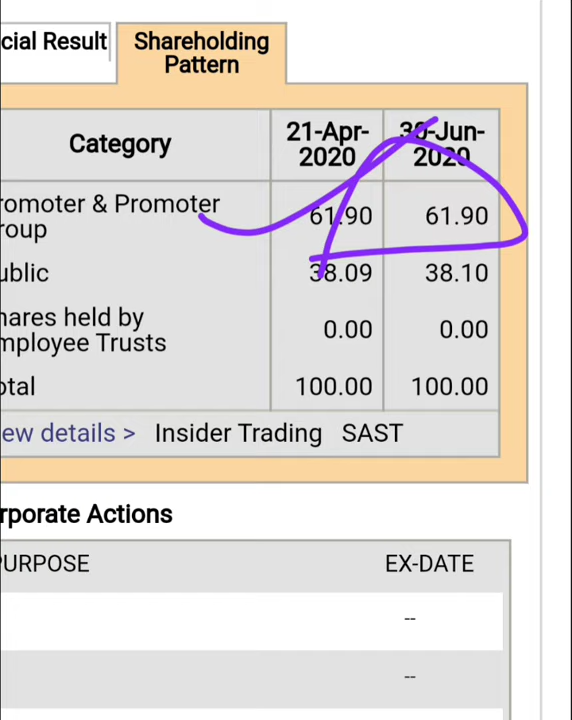 cial Result
Shareholding
Pattern
Category
21-Apr-
2020
30-Jun-
2020
romoter & Promoter
roup
61.90
61.90
ublic
38.09
38.10
hares held by
mployee Trusts
0.00
0.00
otal
100.00
100.00
ew details > Insider Trading SAST
rporate Actions
PURPOSE
EX-DATE
--
--